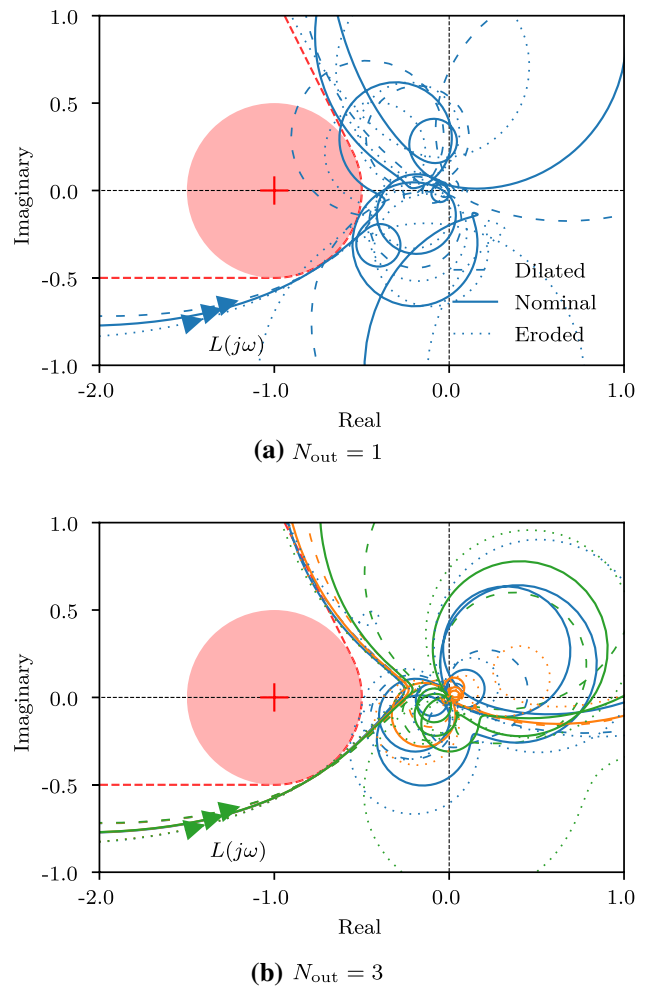 1.0
0.5
0.0
-0.5
-1.0
Imaginary
Dilated
Nominal
Eroded
L(jω)
-2.0 -1.0 0.0 1.0
Real
(a) N_out = 1
1.0
0.5
0.0
-0.5
-1.0
Imaginary
L(jω)
-2.0 -1.0 0.0 1.0
Real
(b) N_out = 3